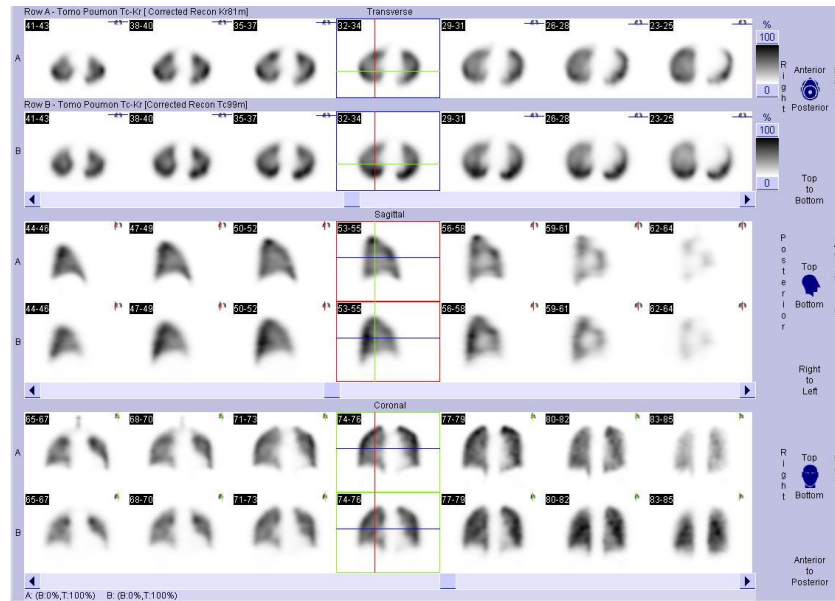 Row A - Tomo Poumon Tc-Kr [ Corrected Recon Kr81m]
Transverse
%
41-43 38-40 35-37 32-34 29-31 26-28 23-25
100
A
0
Right
Anterior
Posterior
Row B - Tomo Poumon Tc-Kr [Corrected Recon Tc99m]
%
41-43 38-40 35-37 32-34 29-31 26-28 23-25
100
B
0
Top
to
Bottom
Sagittal
44-46 47-49 50-52 53-55 56-58 59-61 62-64
A
Posterior
Top
Bottom
44-46 47-49 50-52 53-55 56-58 59-61 62-64
B
Right
to
Left
Coronal
65-67 68-70 71-73 74-76 77-79 80-82 83-85
A
Right
Top
Bottom
65-67 68-70 71-73 74-76 77-79 80-82 83-85
B
Anterior
to
Posterior
A: (B:0%,T:100%) B: (B:0%,T:100%)